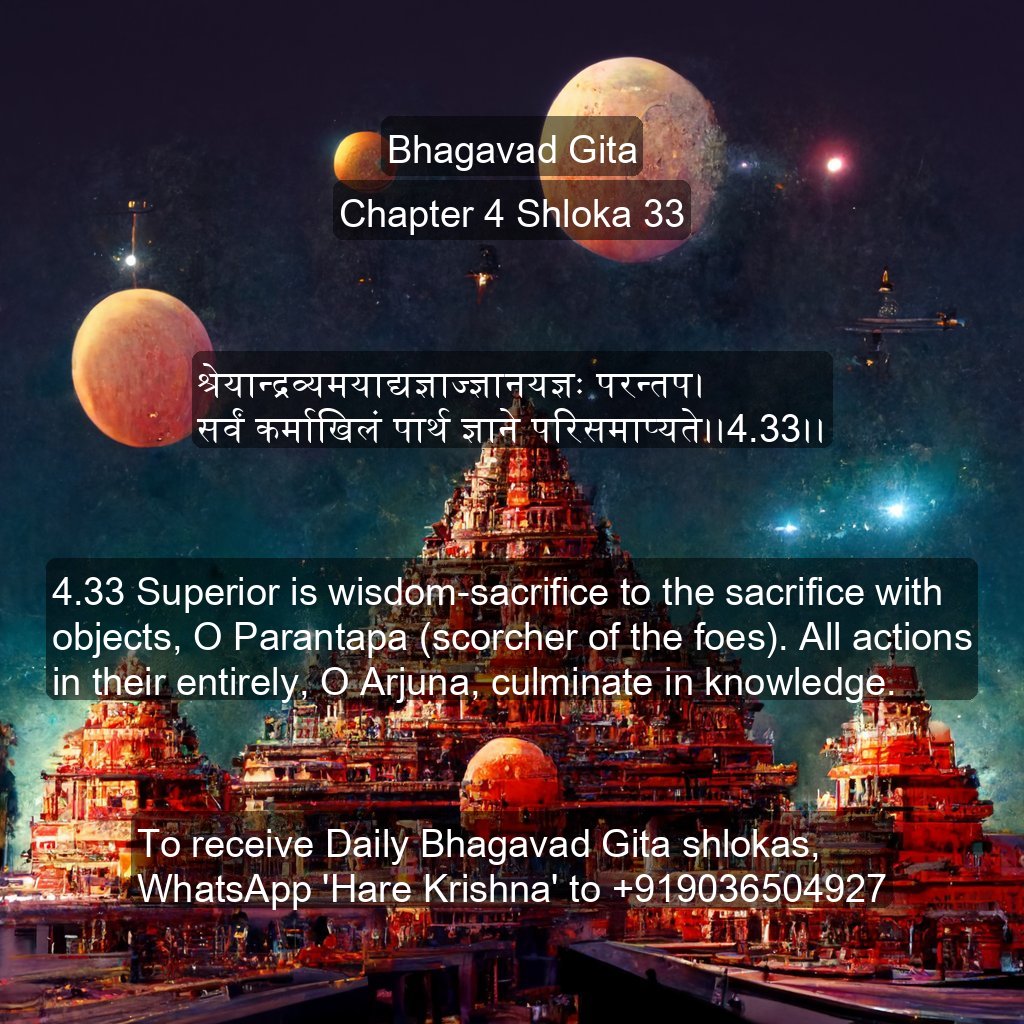 Bhagavad Gita
Chapter 4 Shloka 33
श्रेयान्द्रव्यमयाद्यज्ञाज्ज्ञानयज्ञः परन्तप।
सर्वं कर्माखिलं पार्थ ज्ञाने परिसमाप्यते।।4.33।।
4.33 Superior is wisdom-sacrifice to the sacrifice with
objects, O Parantapa (scorcher of the foes). All actions
in their entirely, O Arjuna, culminate in knowledge.
To receive Daily Bhagavad Gita shlokas,
WhatsApp 'Hare Krishna' to +919036504927